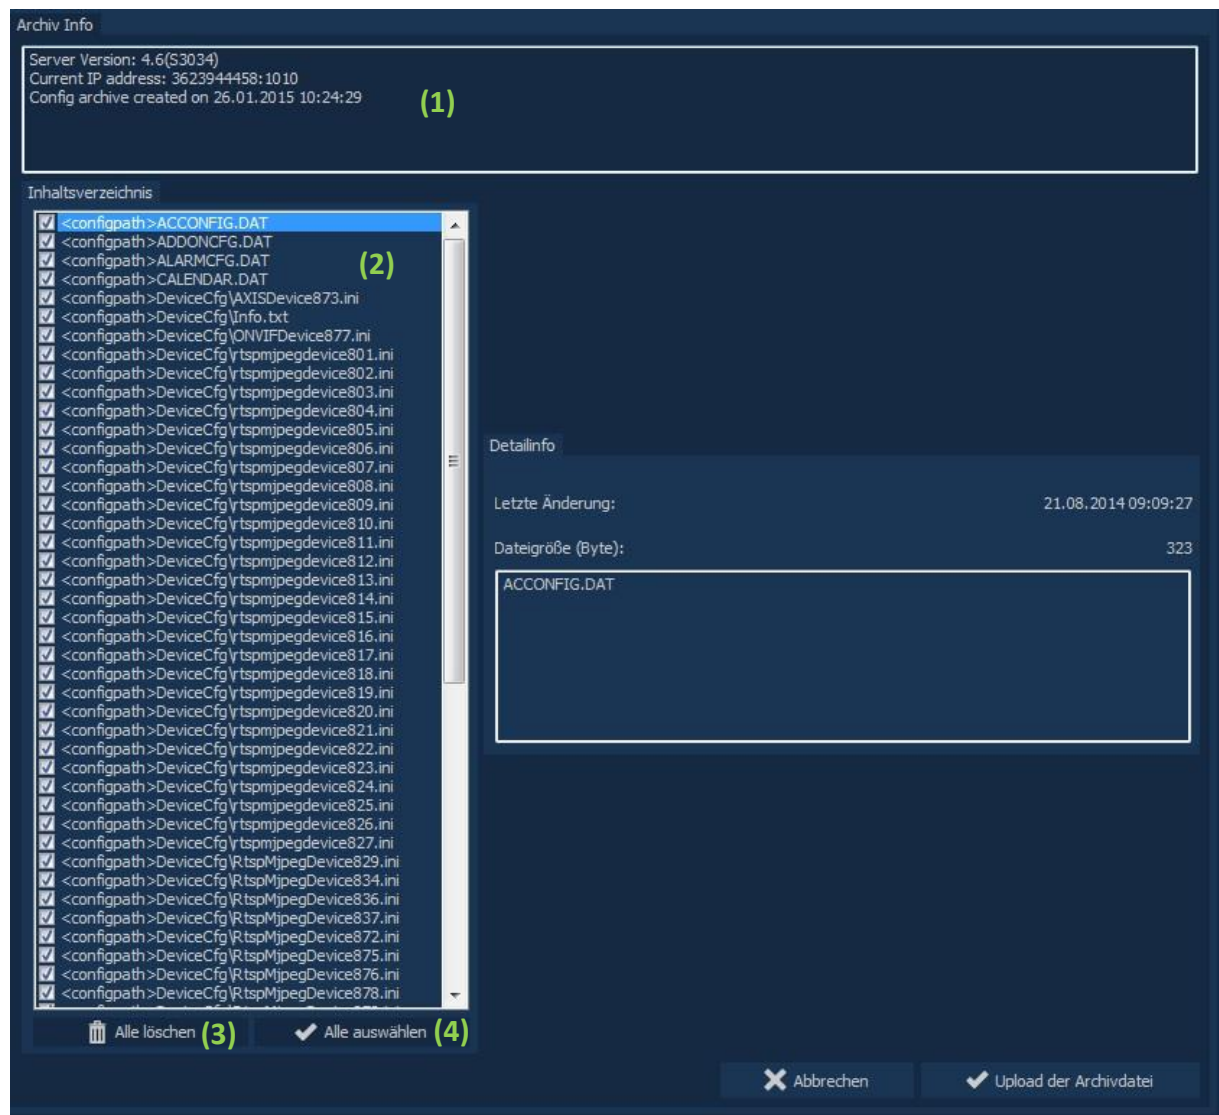 Archiv Info
Server Version: 4.6(S3034)
Current IP address: 3623944458:1010
Config archive created on 26.01.2015 10:24:29
(1)
Inhaltsverzeichnis
<configpath>ACCONFIG.DAT
<configpath>ADDONCFG.DAT
<configpath>ALARMCFG.DAT
(2)
<configpath>CALENDAR.DAT
<configpath>DeviceCfg\AXISDevice873.ini
<configpath>DeviceCfg\Info.txt
<configpath>DeviceCfg\ONVIFDevice877.ini
<configpath>DeviceCfg\rtspmjpegdevice801.ini
<configpath>DeviceCfg\rtspmjpegdevice802.ini
<configpath>DeviceCfg\rtspmjpegdevice803.ini
<configpath>DeviceCfg\rtspmjpegdevice804.ini
<configpath>DeviceCfg\rtspmjpegdevice805.ini
<configpath>DeviceCfg\rtspmjpegdevice806.ini
<configpath>DeviceCfg\rtspmjpegdevice807.ini
<configpath>DeviceCfg\rtspmjpegdevice808.ini
<configpath>DeviceCfg\rtspmjpegdevice809.ini
<configpath>DeviceCfg\rtspmjpegdevice810.ini
<configpath>DeviceCfg\rtspmjpegdevice811.ini
<configpath>DeviceCfg\rtspmjpegdevice812.ini
<configpath>DeviceCfg\rtspmjpegdevice813.ini
<configpath>DeviceCfg\rtspmjpegdevice814.ini
<configpath>DeviceCfg\rtspmjpegdevice815.ini
<configpath>DeviceCfg\rtspmjpegdevice816.ini
<configpath>DeviceCfg\rtspmjpegdevice817.ini
<configpath>DeviceCfg\rtspmjpegdevice818.ini
<configpath>DeviceCfg\rtspmjpegdevice819.ini
<configpath>DeviceCfg\rtspmjpegdevice820.ini
<configpath>DeviceCfg\rtspmjpegdevice821.ini
<configpath>DeviceCfg\rtspmjpegdevice822.ini
<configpath>DeviceCfg\rtspmjpegdevice823.ini
<configpath>DeviceCfg\rtspmjpegdevice824.ini
<configpath>DeviceCfg\rtspmjpegdevice825.ini
<configpath>DeviceCfg\rtspmjpegdevice826.ini
<configpath>DeviceCfg\rtspmjpegdevice827.ini
<configpath>DeviceCfg\RtspMjpegDevice829.ini
<configpath>DeviceCfg\RtspMjpegDevice834.ini
<configpath>DeviceCfg\RtspMjpegDevice836.ini
<configpath>DeviceCfg\RtspMjpegDevice837.ini
<configpath>DeviceCfg\RtspMjpegDevice872.ini
<configpath>DeviceCfg\RtspMjpegDevice875.ini
<configpath>DeviceCfg\RtspMjpegDevice876.ini
<configpath>DeviceCfg\RtspMjpegDevice878.ini
Alle löschen (3) Alle auswählen (4)
Detailinfo
Letzte Änderung: 21.08.2014 09:09:27
Dateigröße (Byte): 323
ACCONFIG.DAT
Abbrechen Upload der Archivdatei